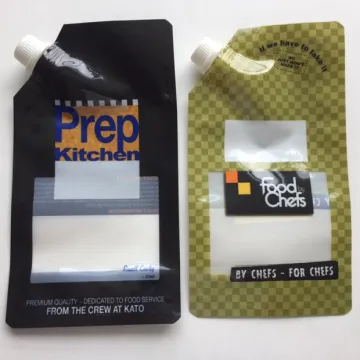 Prep
Kitchen
PREMIUM QUALITY - DEDICATED TO FOOD SERVICE
FROM THE CREW AT KATO
if we have to fake it
food
by
Chefs
BY CHEFS - FOR CHEFS